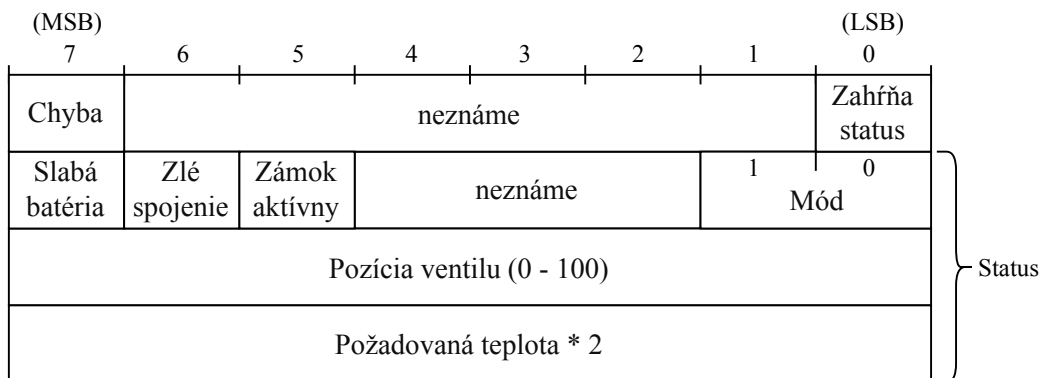 (MSB) (LSB)
7 6 5 4 3 2 1 0
Chyba neznáme Zahŕňa
status
Slabá Zlé Zámok neznáme 1 0
batéria spojenie aktívny Mód
Pozícia ventilu (0 - 100)
Status
Požadovaná teplota * 2